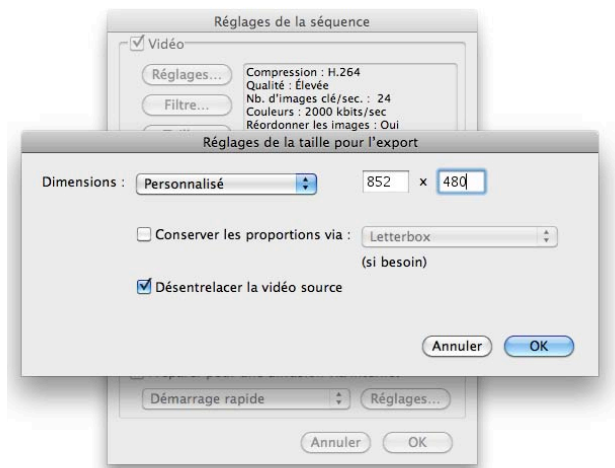 Réglages de la séquence
Vidéo
Réglages...
Compression : H.264
Qualité : Élevée
Filtre...
Nb. d'images clé/sec. : 24
Couleurs : 2000 kbits/sec
Réordonner les images : Oui
Réglages de la taille pour l'export
Dimensions : Personnalisé 852 x 480
Conserver les proportions via : Letterbox
(si besoin)
Désentrelacer la vidéo source
Annuler OK
Démarrage rapide Réglages...
Annuler OK